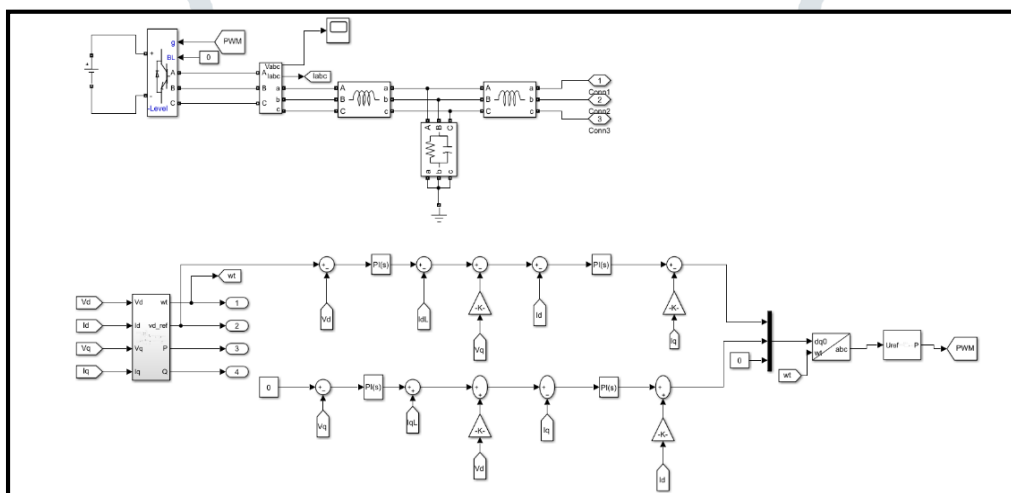 g
PWM
BL
0
+
-
A
B
C
-Level
Vabc
Iabc
A
B
C
a
b
c
Iabc
A
B
C
a
b
c
A
B
C
a
b
c
1
Conn1
2
Conn2
3
Conn3
A
B
C
a
b
c
wt
Vd
Id
Vq
Iq
Vd
Id
Vq
Iq
wt
vd_ref
P
Q
1
2
3
4
PI(s)
PI(s)
-K-
-K-
Vd
IdL
Vq
Id
Iq
0
PI(s)
PI(s)
-K-
-K-
Vq
IqL
Vd
Iq
Id
0
wt
dq0
wt
abc
Uref
P
PWM